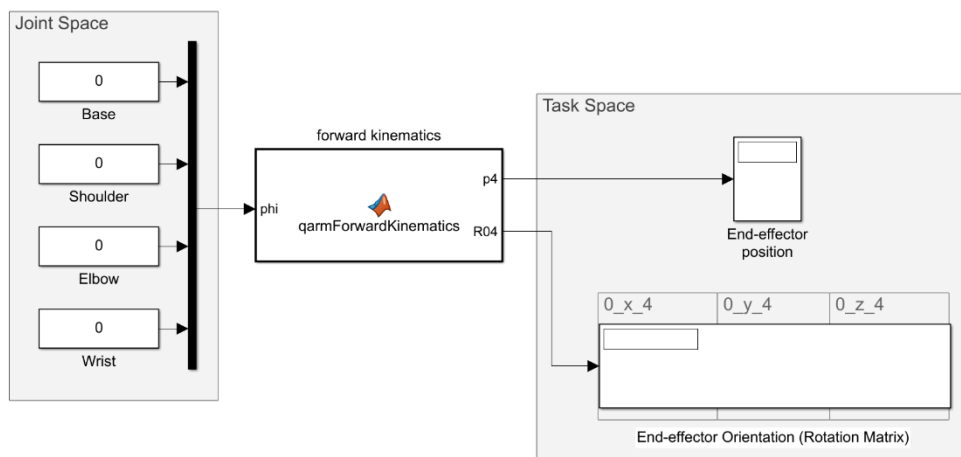 Joint Space
0
Base
0
Shoulder
0
Elbow
0
Wrist
forward kinematics
phi
qarmForwardKinematics
p4
R04
Task Space
End-effector
position
0_x_4
0_y_4
0_z_4
End-effector Orientation (Rotation Matrix)